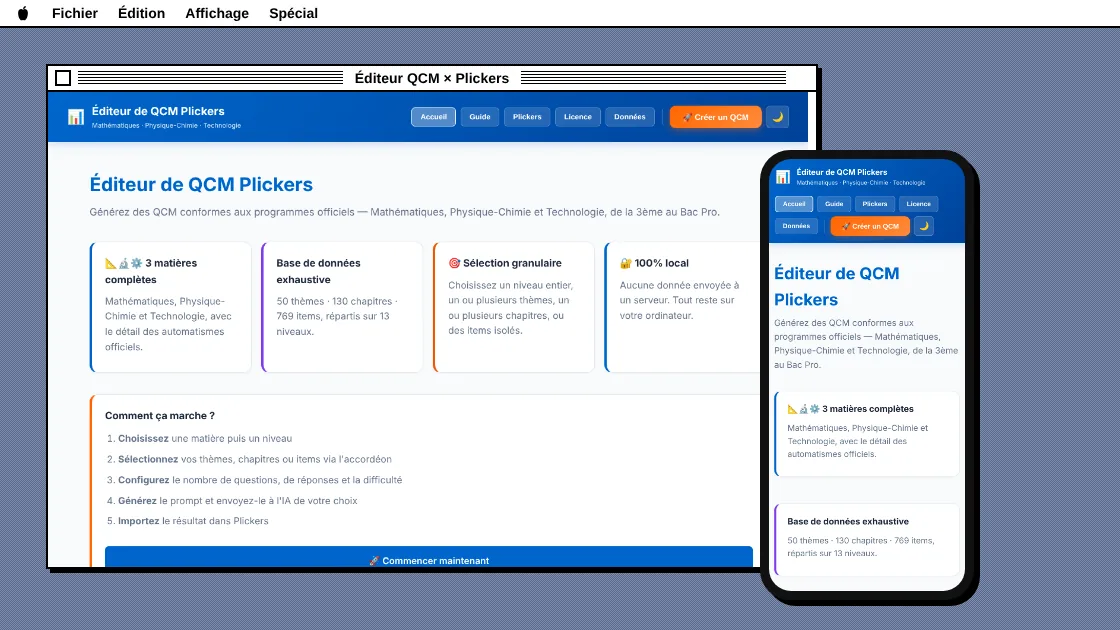 Fichier Édition Affichage Spécial
Éditeur QCM × Plickers
Éditeur de QCM Plickers
Mathématiques · Physique-Chimie · Technologie
Accueil Guide Plickers Licence Données Créer un QCM
Éditeur de QCM Plickers
Générez des QCM conformes aux programmes officiels — Mathématiques, Physique-Chimie et Technologie, de la 3ème au Bac Pro.
3 matières
complètes
Mathématiques, Physique-
Chimie et Technologie, avec
le détail des automatismes
officiels.
Base de données
exhaustive
50 thèmes · 130 chapitres ·
769 items, répartis sur 13
niveaux.
Sélection granulaire
Choisissez un niveau entier,
un ou plusieurs thèmes, un
ou plusieurs chapitres, ou
des items isolés.
100% local
Aucune donnée envoyée à
un serveur. Tout reste sur
votre ordinateur.
Comment ça marche ?
1. Choisissez une matière puis un niveau
2. Sélectionnez vos thèmes, chapitres ou items via l'accordéon
3. Configurez le nombre de questions, de réponses et la difficulté
4. Générez le prompt et envoyez-le à l'IA de votre choix
5. Importez le résultat dans Plickers
Commencer maintenant
Éditeur de QCM Plickers
Mathématiques · Physique-Chimie · Technologie
Accueil Guide Plickers Licence
Données Créer un QCM
Éditeur de QCM
Plickers
Générez des QCM conformes aux
programmes officiels — Mathématiques,
Physique-Chimie et Technologie, de la 3ème
au Bac Pro.
3 matières complètes
Mathématiques, Physique-Chimie et
Technologie, avec le détail des
automatismes officiels.
Base de données exhaustive
50 thèmes · 130 chapitres · 769 items,
répartis sur 13 niveaux.